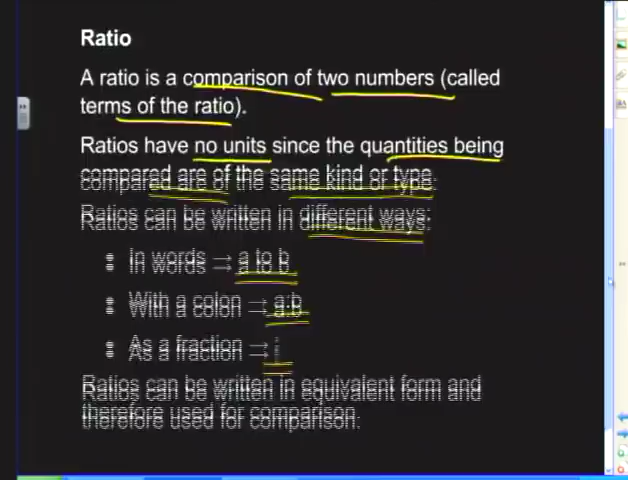 Ratio
A ratio is a comparison of two numbers (called
terms of the ratio).
Ratios have no units since the quantities being
compared are of the same kind or type.
Ratios can be written in different ways:
: In words → a to b
: With a colon → a:b
: As a fraction →
Ratios can be written in equivalent form and
therefore used for comparison.